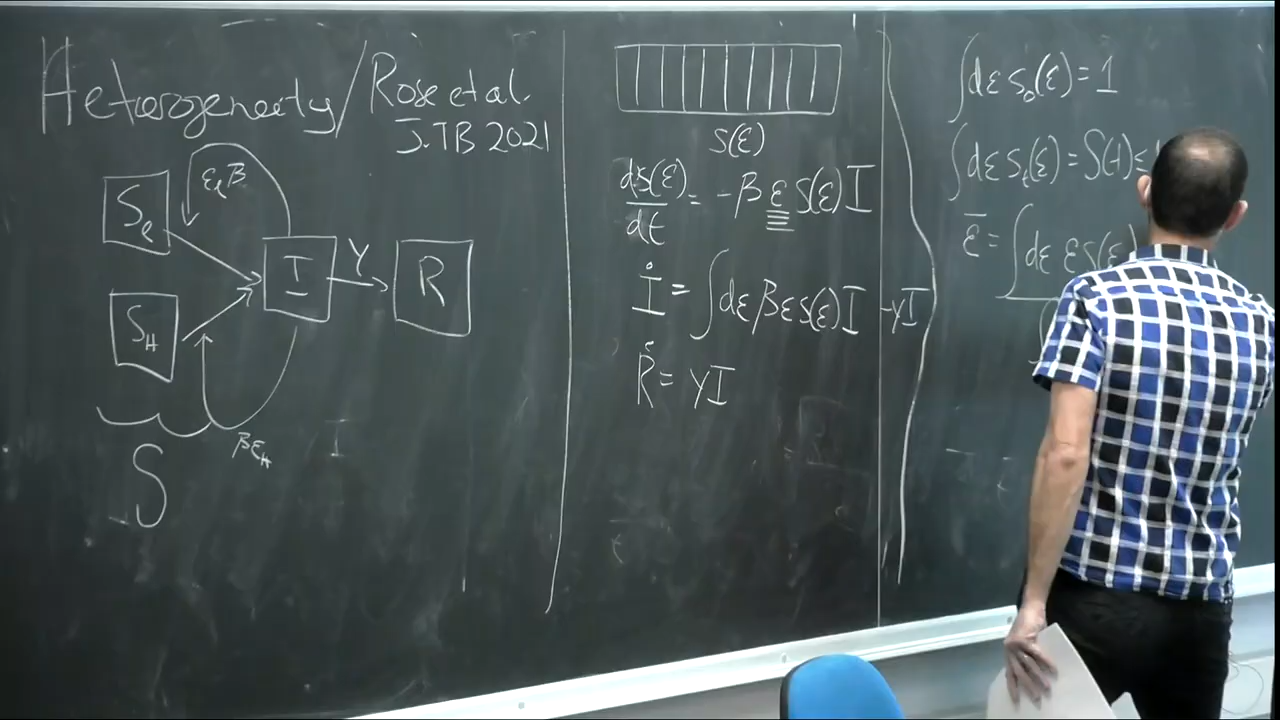 Heterogeneity/Rose et al.
J.TB 2021
ε_ℓβ
S_ℓ
I
γ
R
S_H
βε_H
S
S(ε)
dS(ε)/dt = -β ε S(ε) I
İ = ∫dε β ε S(ε) I - γI
Ṙ = γI
∫dε S_0(ε) = 1
∫dε S_t(ε) = S(t) ≤
ε̄ = ∫dε ε S(ε)